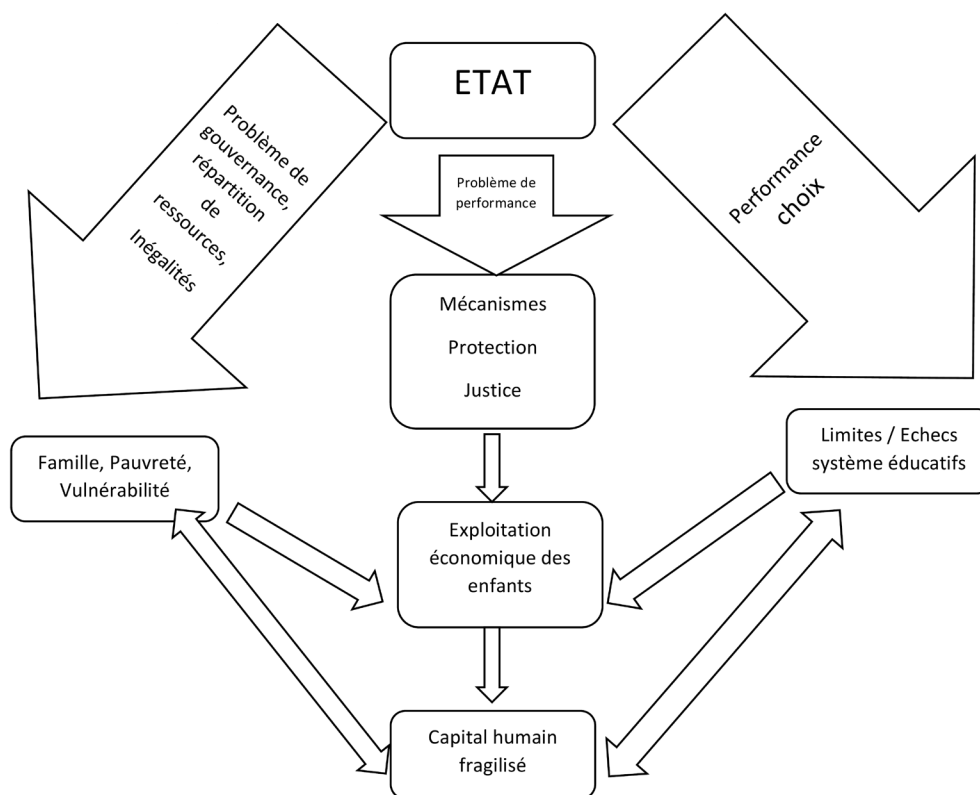 ETAT
Problème de
gouvernance,
répartition
de
ressources,
Inégalités
Problème de
performance
Performance
choix
Mécanismes
Protection
Justice
Famille, Pauvreté,
Vulnérabilité
Limites / Echecs
système éducatifs
Exploitation
économique des
enfants
Capital humain
fragilisé